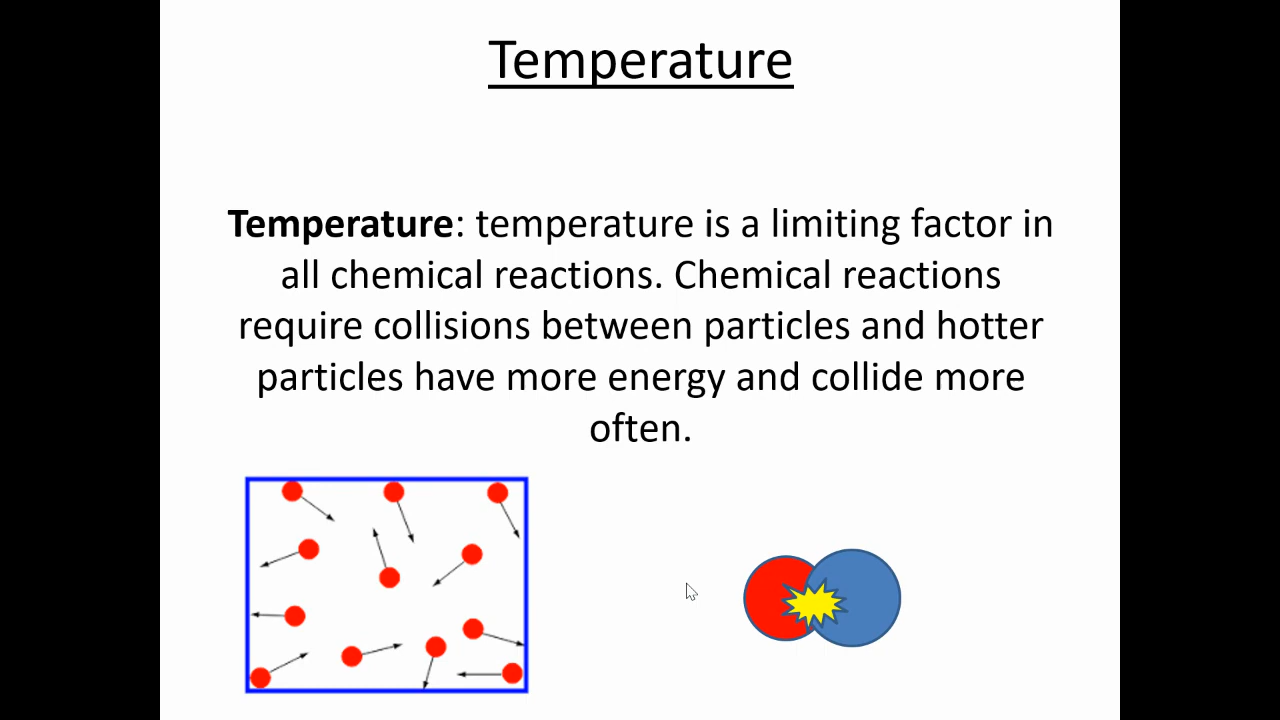 Temperature
Temperature: temperature is a limiting factor in
all chemical reactions. Chemical reactions
require collisions between particles and hotter
particles have more energy and collide more
often.